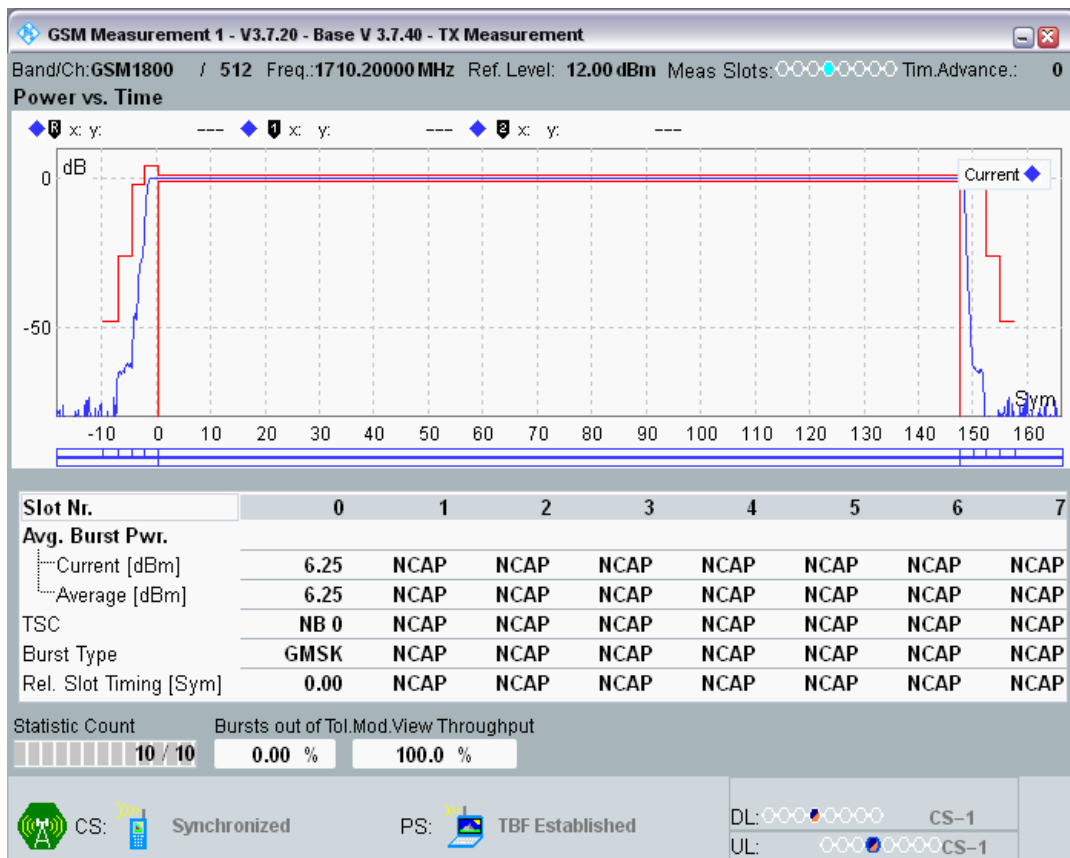 GSM Measurement 1 - V3.7.20 - Base V 3.7.40 - TX Measurement
Band/Ch:GSM1800 / 512 Freq.:1710.20000 MHz Ref. Level: 12.00 dBm Meas Slots: Tim.Advance.: 0
Power vs. Time
R x: y: --- 1 x: y: --- 2 x: y: ---
dB
Current
0
-50
Sym
-10 0 10 20 30 40 50 60 70 80 90 100 110 120 130 140 150 160
Slot Nr. 0 1 2 3 4 5 6 7
Avg. Burst Pwr.
Current [dBm] 6.25 NCAP NCAP NCAP NCAP NCAP NCAP NCAP
Average [dBm] 6.25 NCAP NCAP NCAP NCAP NCAP NCAP NCAP
TSC NB 0 NCAP NCAP NCAP NCAP NCAP NCAP NCAP
Burst Type GMSK NCAP NCAP NCAP NCAP NCAP NCAP NCAP
Rel. Slot Timing [Sym] 0.00 NCAP NCAP NCAP NCAP NCAP NCAP NCAP
Statistic Count Bursts out of Tol. Mod.View Throughput
10 / 10 0.00 % 100.0 %
CS: Synchronized PS: TBF Established
DL: CS-1
UL: CS-1